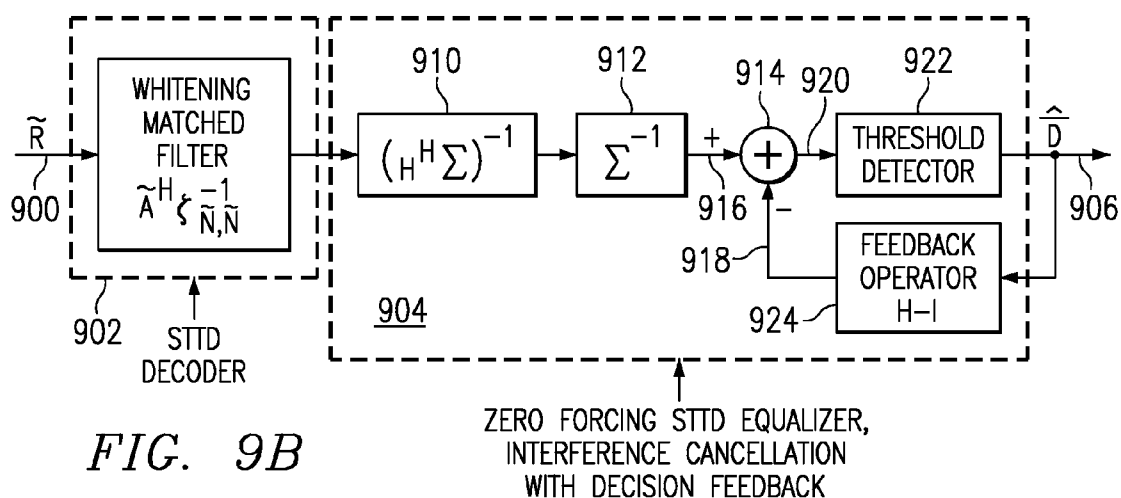 910
912
914
920
922
WHITENING
MATCHED
FILTER
Ã^H ζ^{-1}_{Ñ,Ñ}
R̃
900
(H^H Σ)^{-1}
Σ^{-1}
+
916
+
THRESHOLD
DETECTOR
D̂
906
−
918
FEEDBACK
OPERATOR
H-I
924
902
904
STTD
DECODER
ZERO FORCING STTD EQUALIZER,
INTERFERENCE CANCELLATION
WITH DECISION FEEDBACK
FIG. 9B